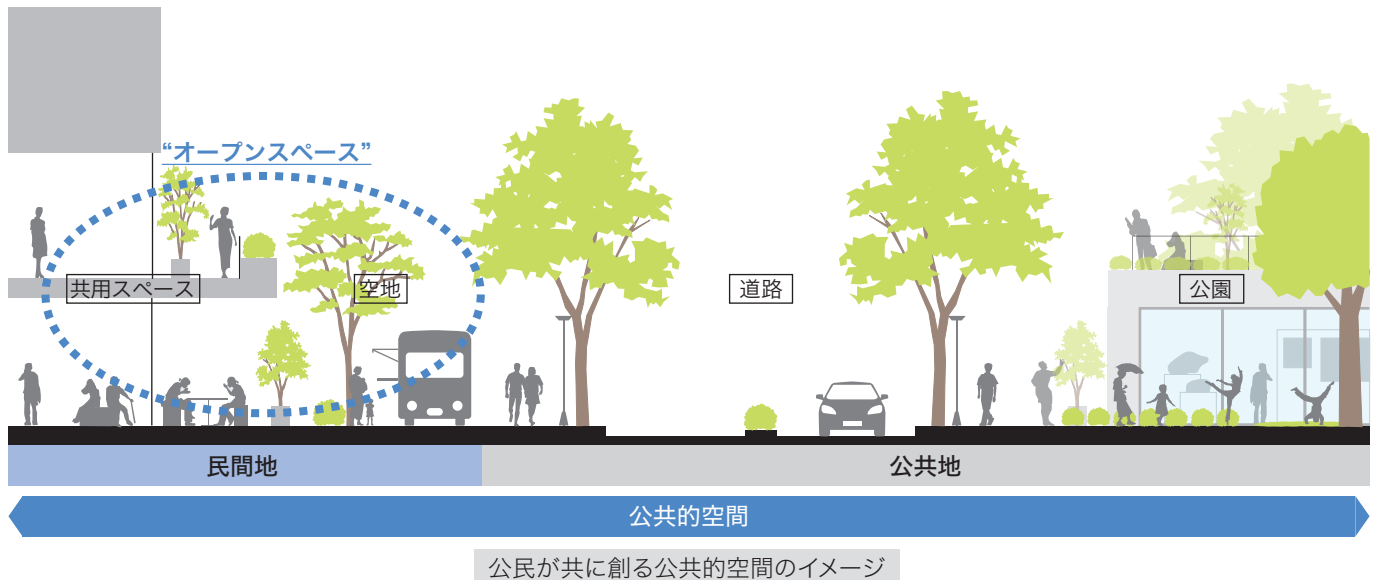 “オープンスペース”
共用スペース
空地
道路
公園
民間地
公共地
公共的空間
公民が共に創る公共的空間のイメージ